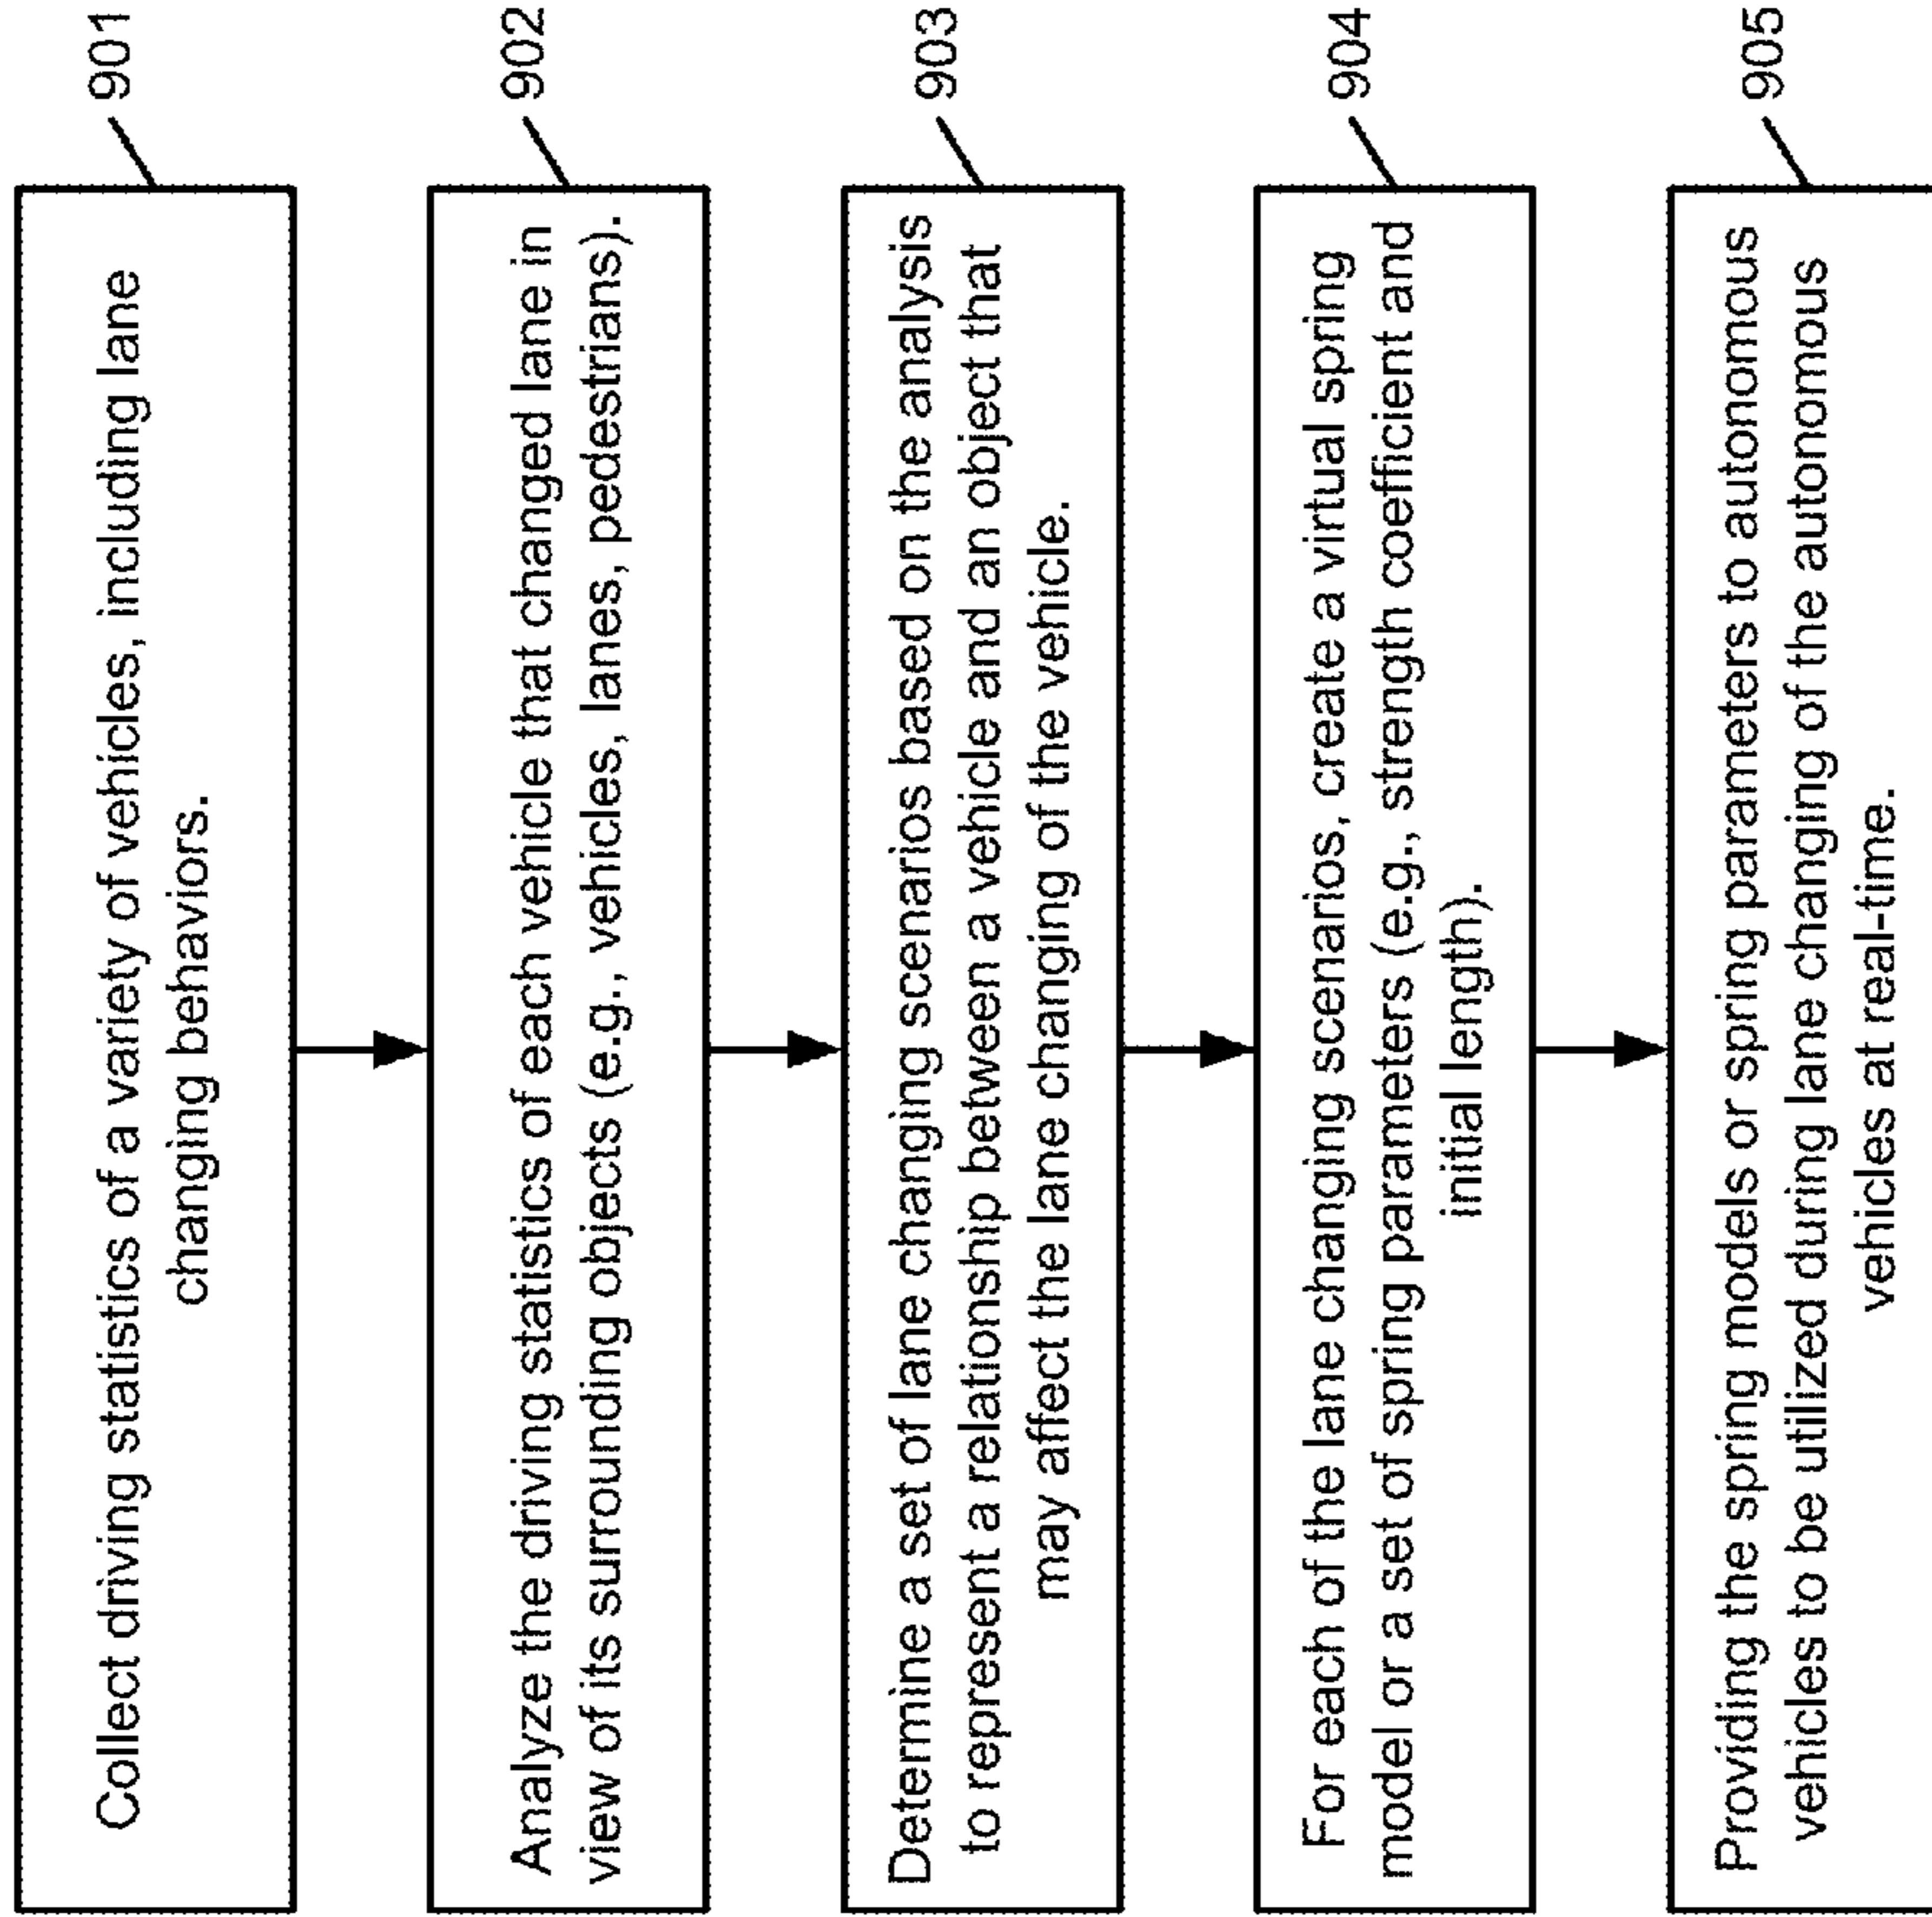 Collect driving statistics of a variety of vehicles, including lane
changing behaviors.
901
Analyze the driving statistics of each vehicle that changed lane in
view of its surrounding objects (e.g., vehicles, lanes, pedestrians).
902
Determine a set of lane changing scenarios based on the analysis
to represent a relationship between a vehicle and an object that
may affect the lane changing of the vehicle.
903
For each of the lane changing scenarios, create a virtual spring
model or a set of spring parameters (e.g., strength coefficient and
initial length).
904
Providing the spring models or spring parameters to autonomous
vehicles to be utilized during lane changing of the autonomous
vehicles at real-time.
905